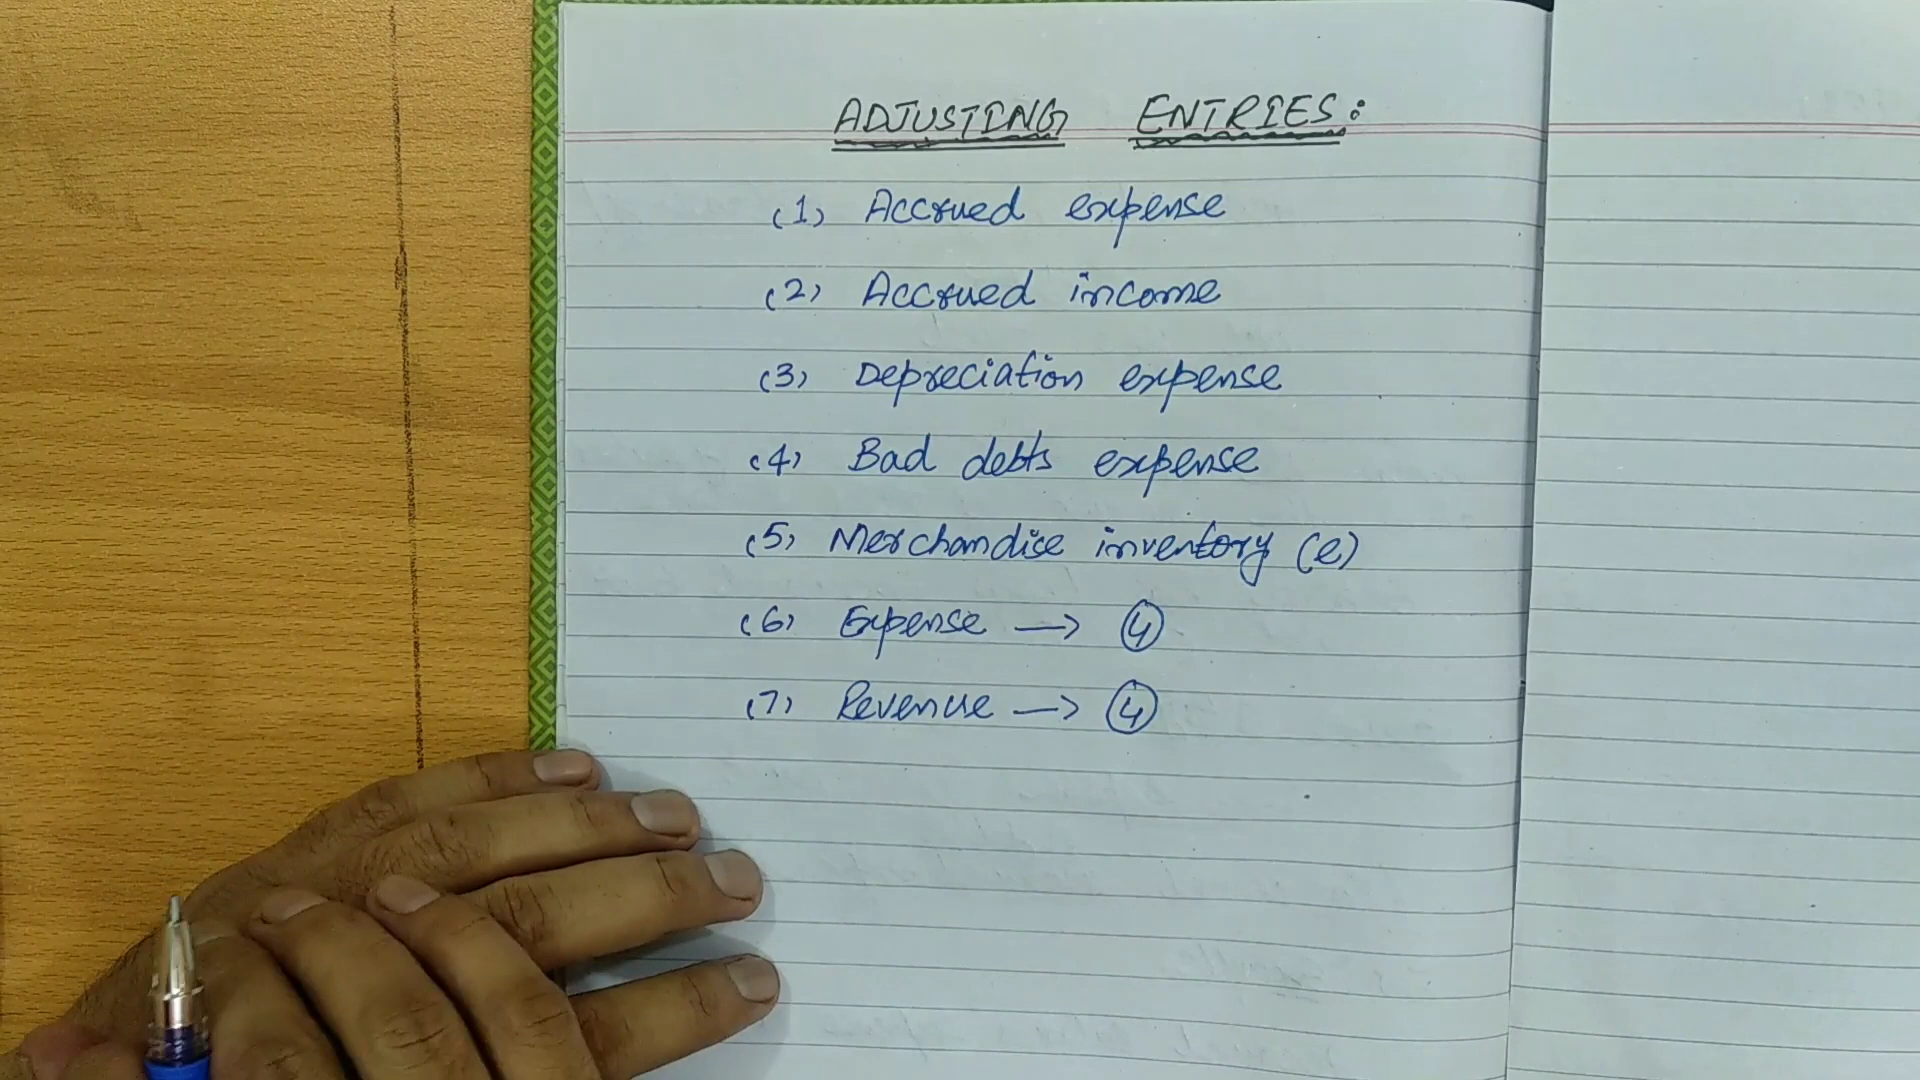 ADJUSTING ENTRIES:
(1) Accrued expense
(2) Accrued income
(3) Depreciation expense
(4) Bad debts expense
(5) Merchandise inventory (e)
(6) Expense → ④
(7) Revenue → ④